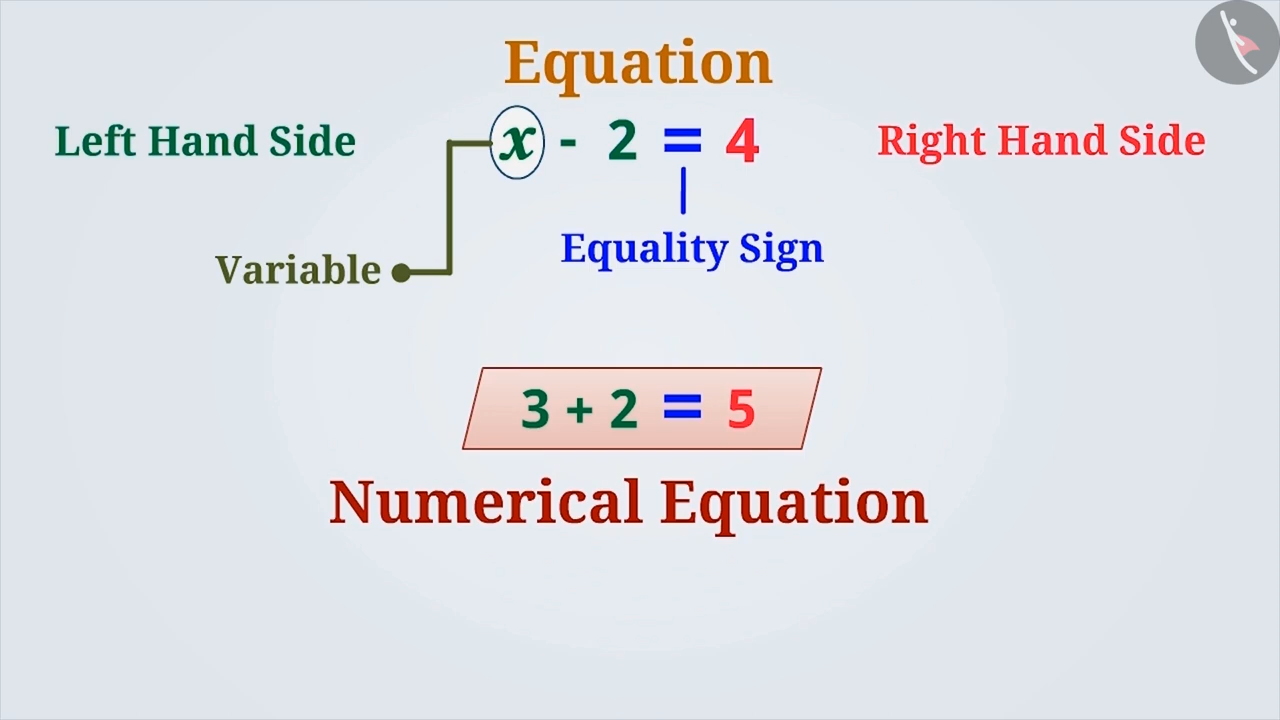 Equation
Left Hand Side x - 2 = 4 Right Hand Side
Equality Sign
Variable
3 + 2 = 5
Numerical Equation